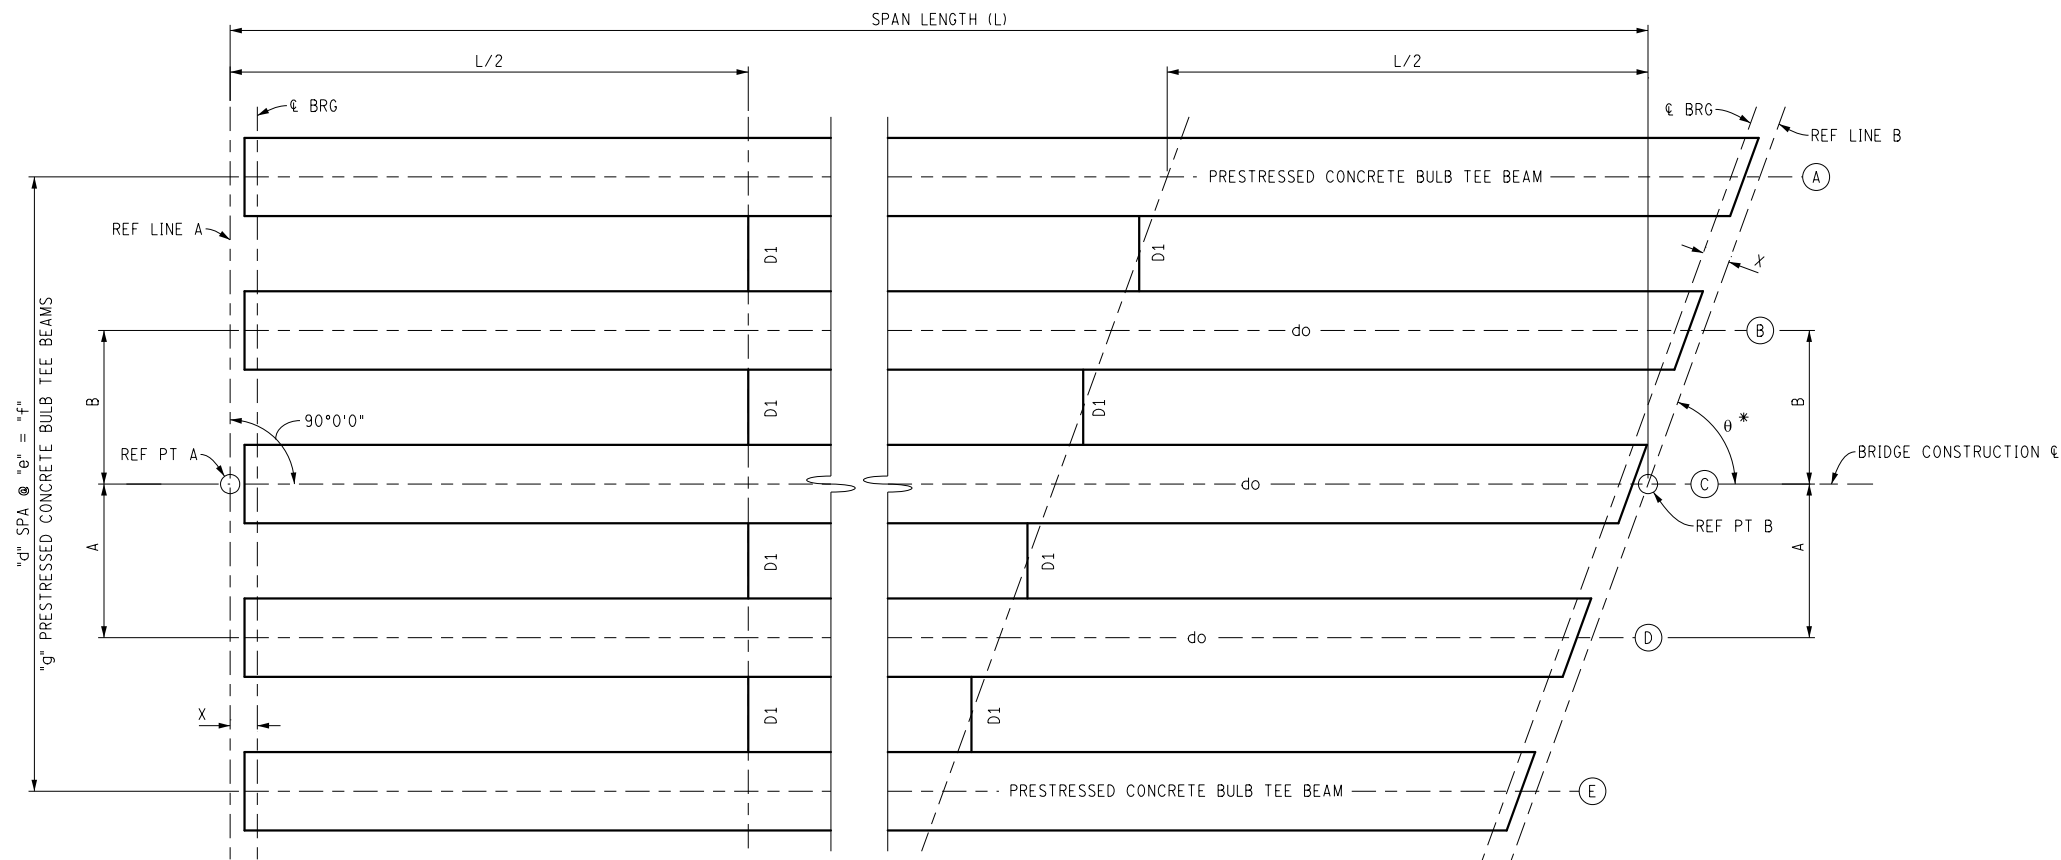 SPAN LENGTH (L)
L/2
L/2
℄ BRG
℄ BRG
REF LINE B
PRESTRESSED CONCRETE BULB TEE BEAM
A
REF LINE A
D1
D1
X
"d" SPA @ "e" = "f"
"g" PRESTRESSED CONCRETE BULB TEE BEAMS
do
B
B
B
D1
D1
90°0'0"
θ *
REF PT A
BRIDGE CONSTRUCTION ℄
do
C
REF PT B
A
A
D1
D1
do
D
X
D1
D1
PRESTRESSED CONCRETE BULB TEE BEAM
E